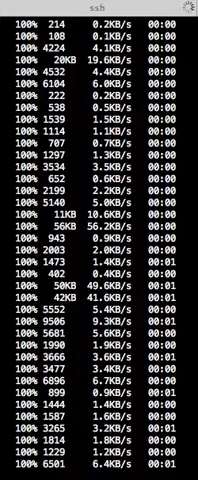 ssh
100% 214 0.2KB/s 00:00
100% 108 0.1KB/s 00:00
100% 4224 4.1KB/s 00:00
100% 20KB 19.6KB/s 00:00
100% 4532 4.4KB/s 00:00
100% 6104 6.0KB/s 00:00
100% 222 0.2KB/s 00:00
100% 538 0.5KB/s 00:00
100% 1539 1.5KB/s 00:00
100% 1114 1.1KB/s 00:00
100% 707 0.7KB/s 00:00
100% 1297 1.3KB/s 00:00
100% 3534 3.5KB/s 00:00
100% 652 0.6KB/s 00:00
100% 2199 2.2KB/s 00:00
100% 5140 5.0KB/s 00:00
100% 11KB 10.6KB/s 00:00
100% 56KB 56.2KB/s 00:00
100% 943 0.9KB/s 00:00
100% 2003 2.0KB/s 00:00
100% 1473 1.4KB/s 00:01
100% 402 0.4KB/s 00:00
100% 50KB 49.6KB/s 00:01
100% 42KB 41.6KB/s 00:01
100% 5552 5.4KB/s 00:00
100% 9506 9.3KB/s 00:01
100% 5681 5.6KB/s 00:00
100% 1990 1.9KB/s 00:00
100% 3666 3.6KB/s 00:01
100% 3477 3.4KB/s 00:00
100% 6896 6.7KB/s 00:00
100% 899 0.9KB/s 00:01
100% 1444 1.4KB/s 00:00
100% 1587 1.6KB/s 00:00
100% 3265 3.2KB/s 00:01
100% 1814 1.8KB/s 00:00
100% 1229 1.2KB/s 00:00
100% 6501 6.4KB/s 00:01